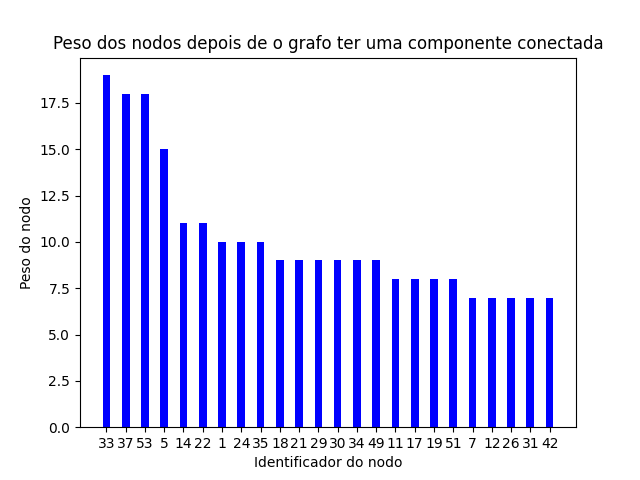 Peso dos nodos depois de o grafo ter uma componente conectada
Peso do nodo
17.5
15.0
12.5
10.0
7.5
5.0
2.5
0.0
33 37 53 5 14 22 1 24 35 18 21 29 30 34 49 11 17 19 51 7 12 26 31 42
Identificador do nodo